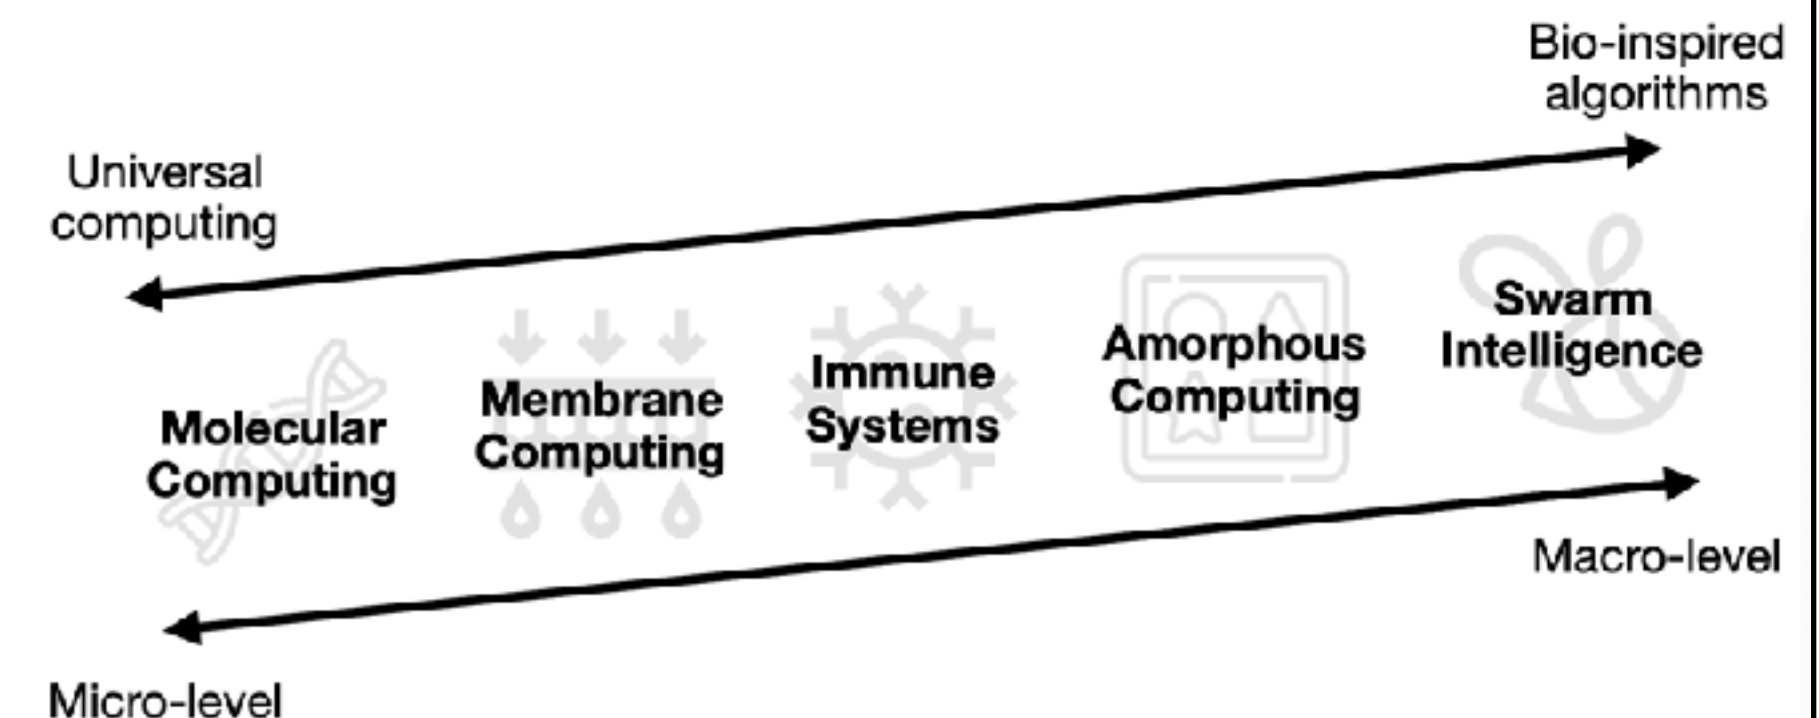 Bio-inspired
algorithms
Universal
computing
Swarm
Intelligence
Amorphous
Computing
Immune
Systems
Membrane
Computing
Molecular
Computing
Macro-level
Micro-level